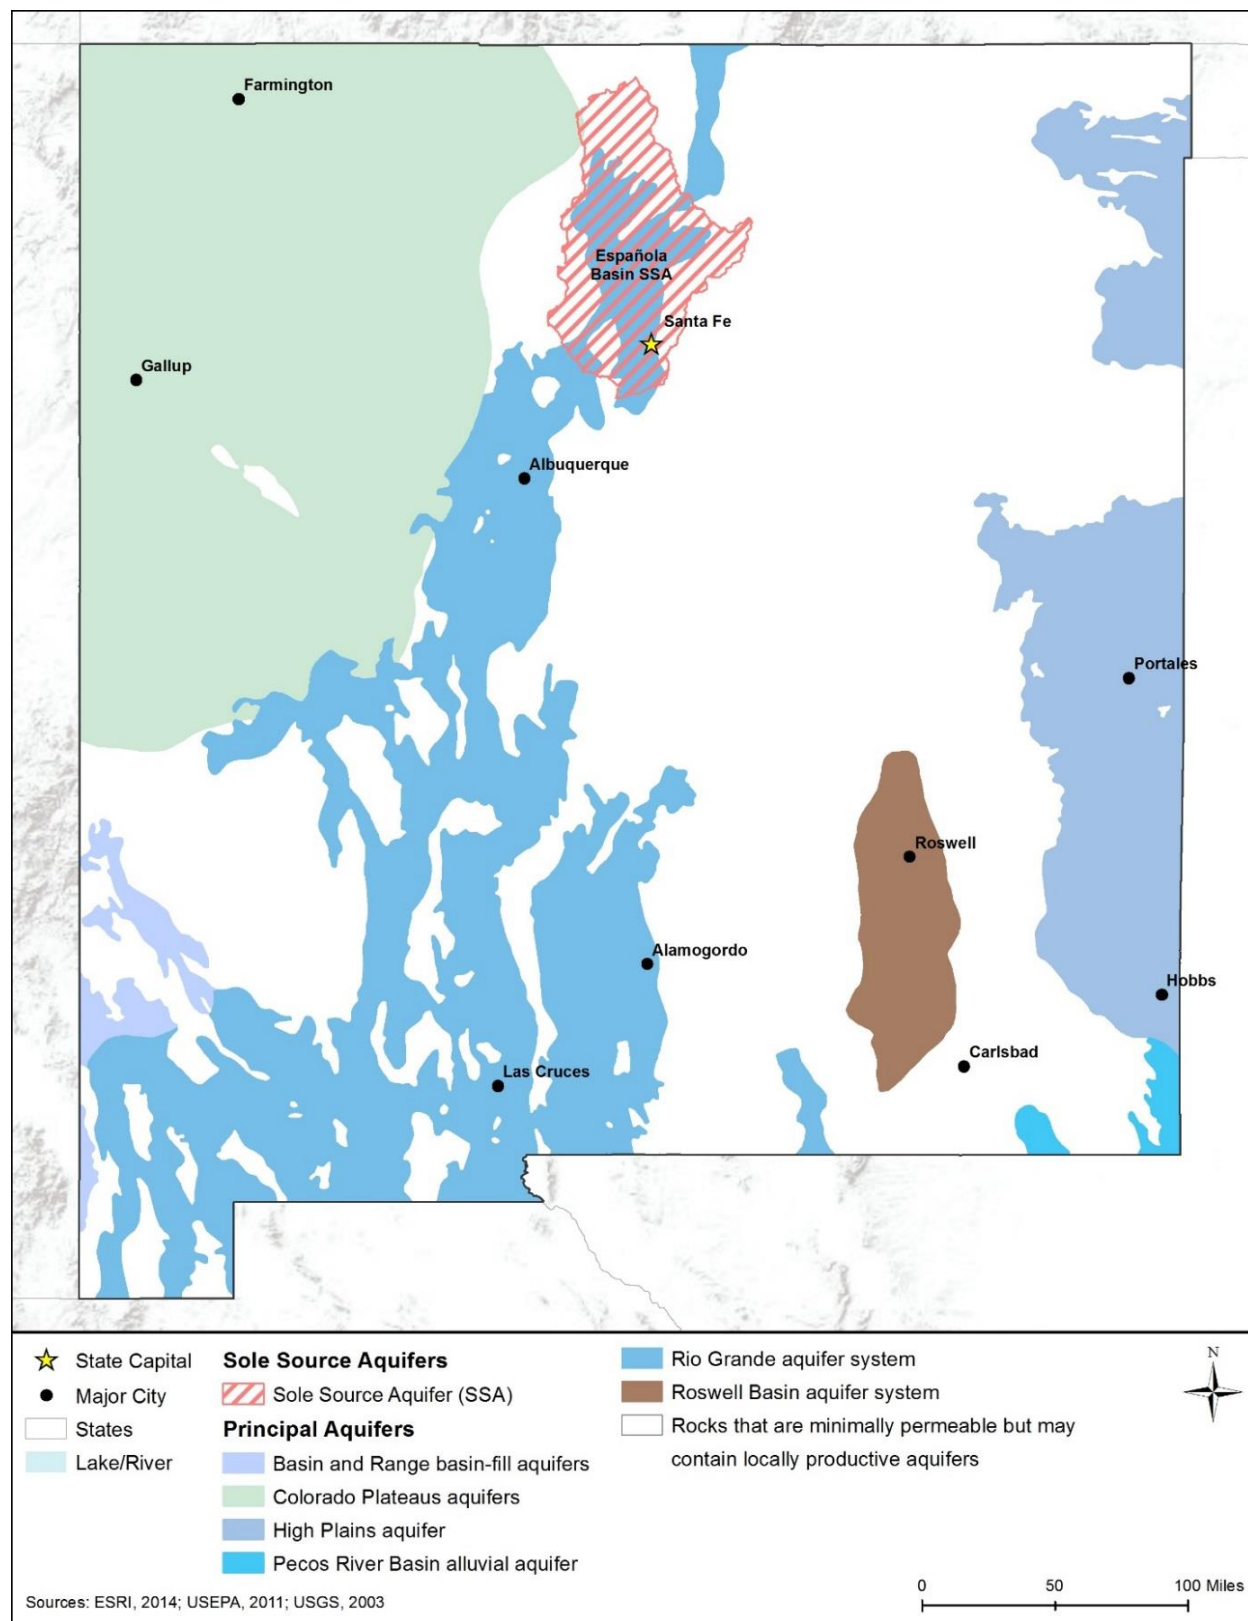 Farmington
Española
Basin SSA
Santa Fe
Gallup
Albuquerque
Portales
Roswell
Alamogordo
Hobbs
Carlsbad
Las Cruces
State Capital
Major City
States
Lake/River
Sole Source Aquifers
Sole Source Aquifer (SSA)
Principal Aquifers
Basin and Range basin-fill aquifers
Colorado Plateaus aquifers
High Plains aquifer
Pecos River Basin alluvial aquifer
Rio Grande aquifer system
Roswell Basin aquifer system
Rocks that are minimally permeable but may
contain locally productive aquifers
N
Sources: ESRI, 2014; USEPA, 2011; USGS, 2003
0 50 100 Miles